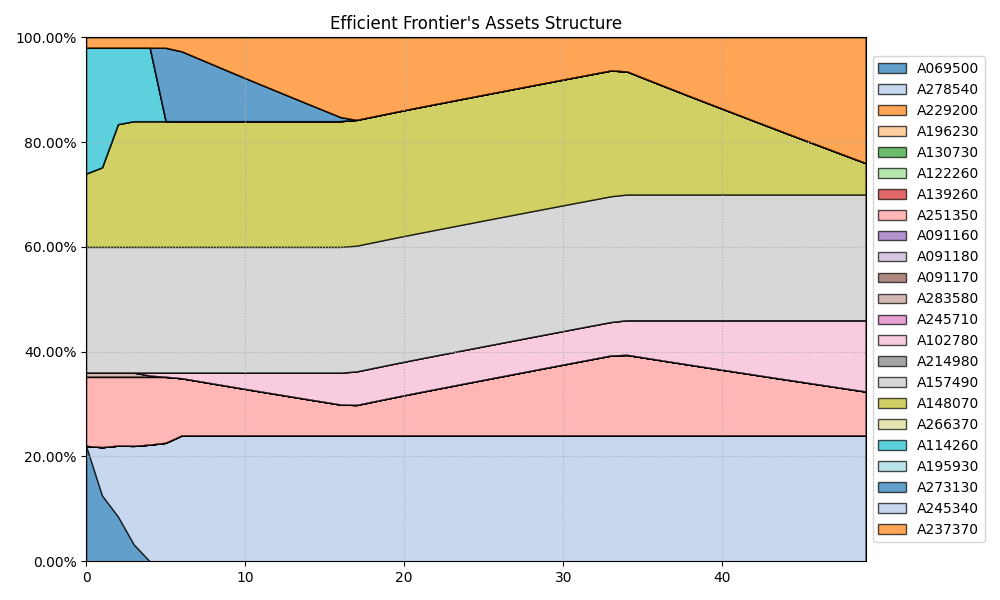 Efficient Frontier's Assets Structure
100.00%
80.00%
60.00%
40.00%
20.00%
0.00%
0
10
20
30
40
A069500
A278540
A229200
A196230
A130730
A122260
A139260
A251350
A091160
A091180
A091170
A283580
A245710
A102780
A214980
A157490
A148070
A266370
A114260
A195930
A273130
A245340
A237370